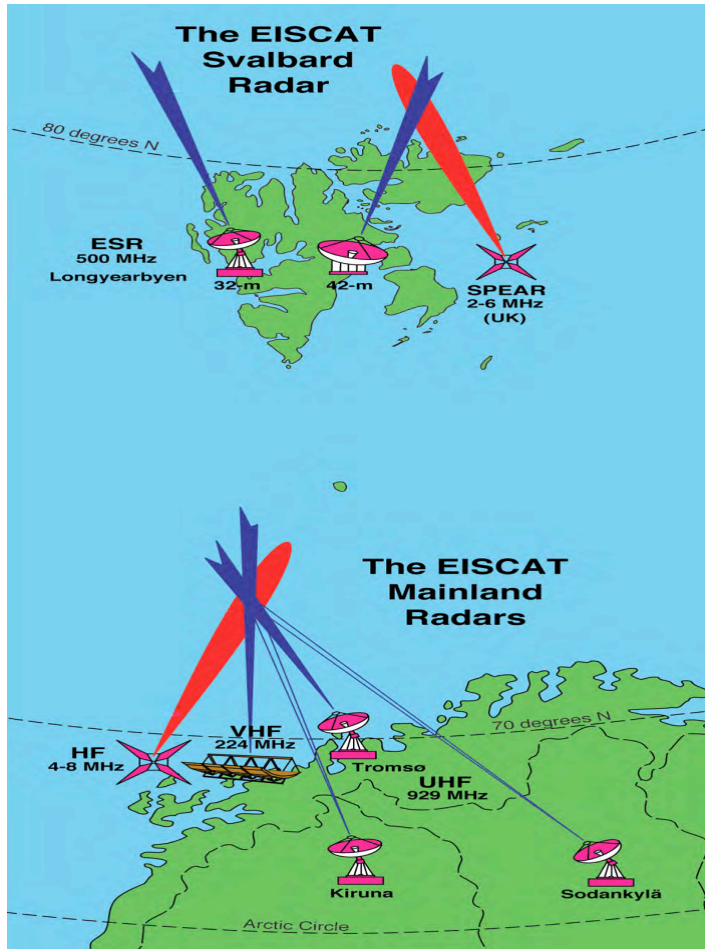 The EISCAT
Svalbard
Radar
80 degrees N
ESR
500 MHz
Longyearbyen
32-m
42-m
SPEAR
2-6 MHz
(UK)
The EISCAT
Mainland
Radars
70 degrees N
HF
4-8 MHz
VHF
224 MHz
Tromsø
UHF
929 MHz
Kiruna
Sodankylä
Arctic Circle